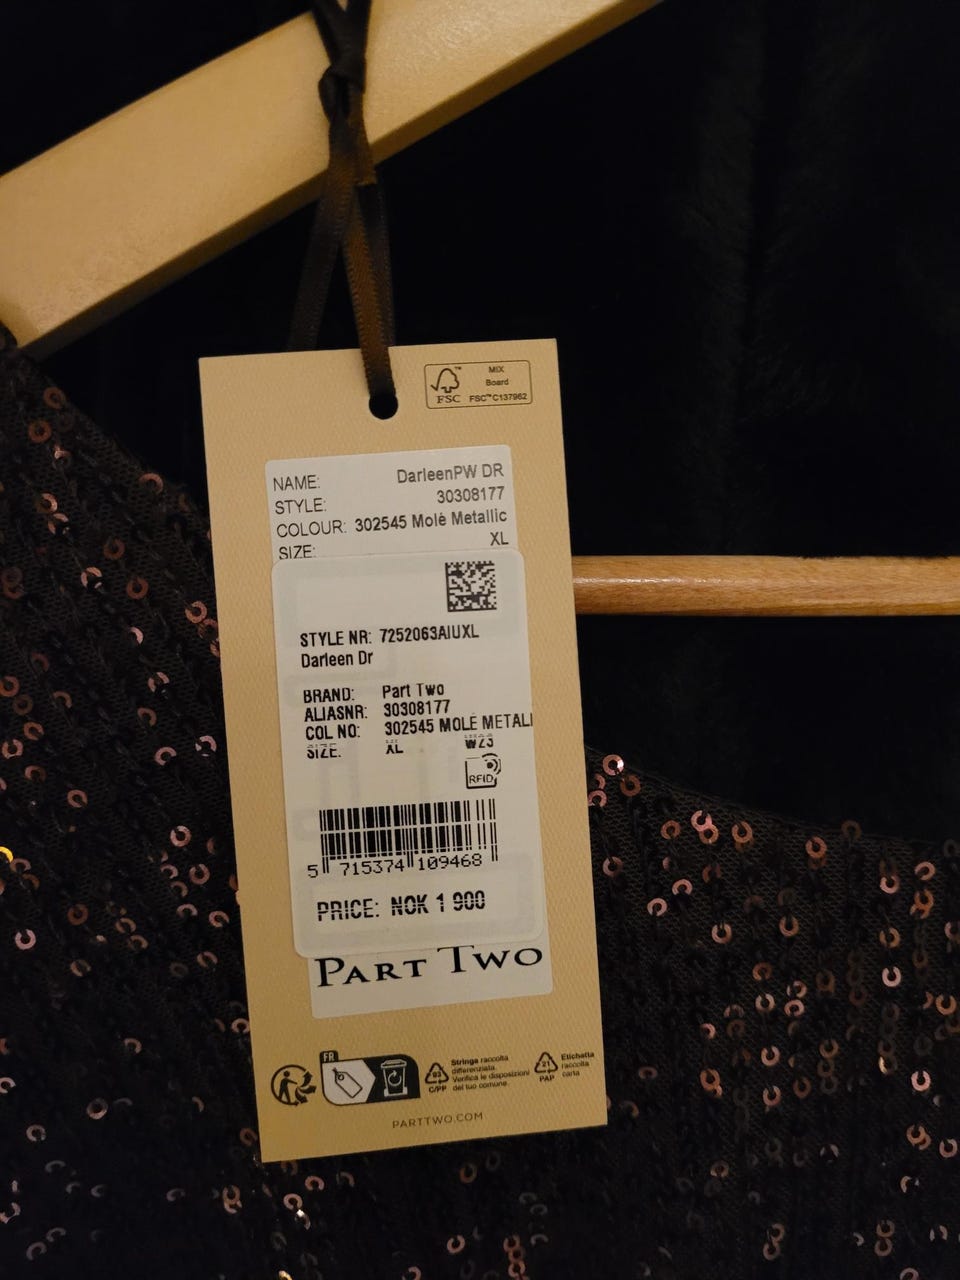 MIX
Board
FSC™ C137962
FSC
NAME: DarleenPW DR
STYLE: 30308177
COLOUR: 302545 Molé Metallic
SIZE: XL
STYLE NR: 7252063AIUXL
Darleen Dr
BRAND: Part Two
ALIASNR: 30308177
COL NO: 302545 MOLÉ METALI
SIZE: XL W23
RFID
5 715374 109468
PRICE: NOK 1 900
PART TWO
FR
93
C/PP
Stringa raccolta
differenziata.
Verifica le disposizioni
del tuo comune.
21
PAP
Etichetta
raccolta
carta
PARTTWO.COM